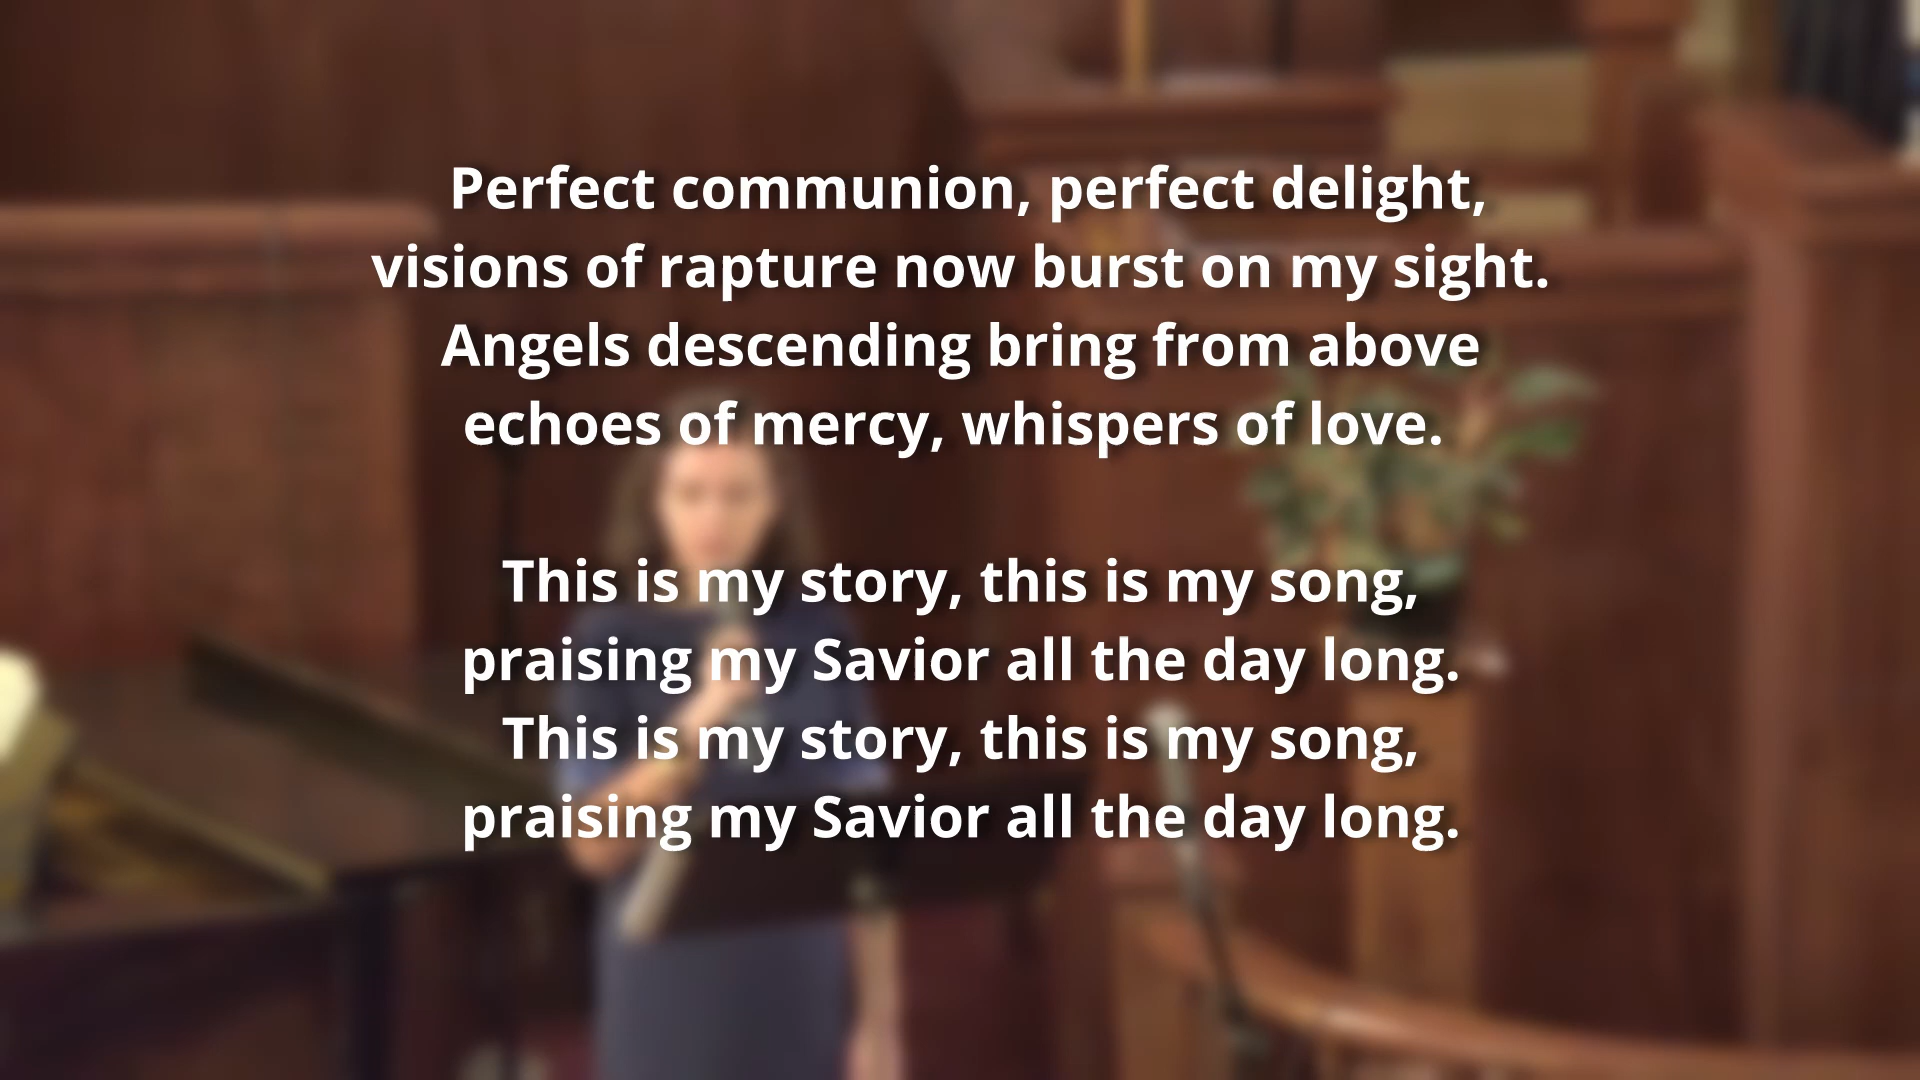 Perfect communion, perfect delight,
visions of rapture now burst on my sight.
Angels descending bring from above
echoes of mercy, whispers of love.
This is my story, this is my song,
praising my Savior all the day long.
This is my story, this is my song,
praising my Savior all the day long.